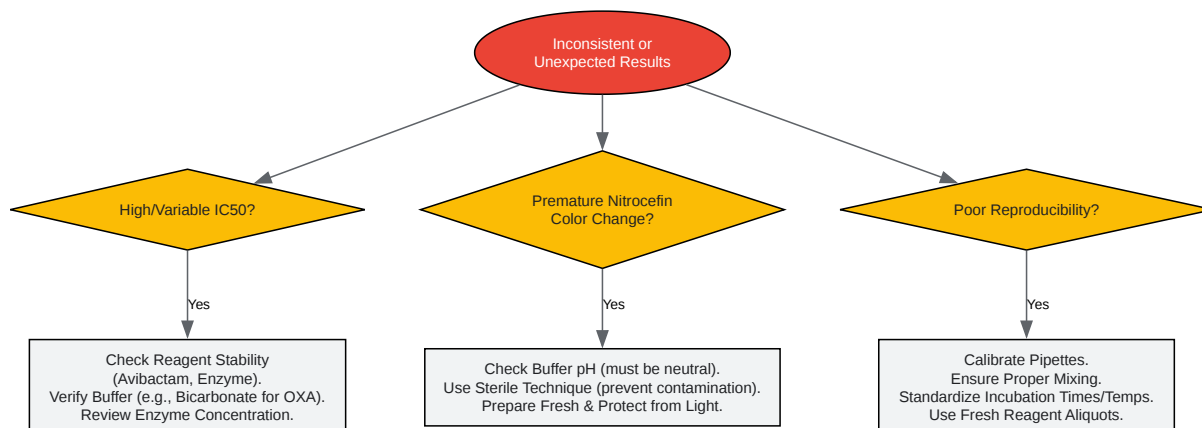 Inconsistent or
Unexpected Results
High/Variable IC50?
Premature Nitrocefin
Color Change?
Poor Reproducibility?
Yes
Yes
Yes
Check Reagent Stability
(Avibactam, Enzyme).
Verify Buffer (e.g., Bicarbonate for OXA).
Review Enzyme Concentration.
Check Buffer pH (must be neutral).
Use Sterile Technique (prevent contamination).
Prepare Fresh & Protect from Light.
Calibrate Pipettes.
Ensure Proper Mixing.
Standardize Incubation Times/Temps.
Use Fresh Reagent Aliquots.